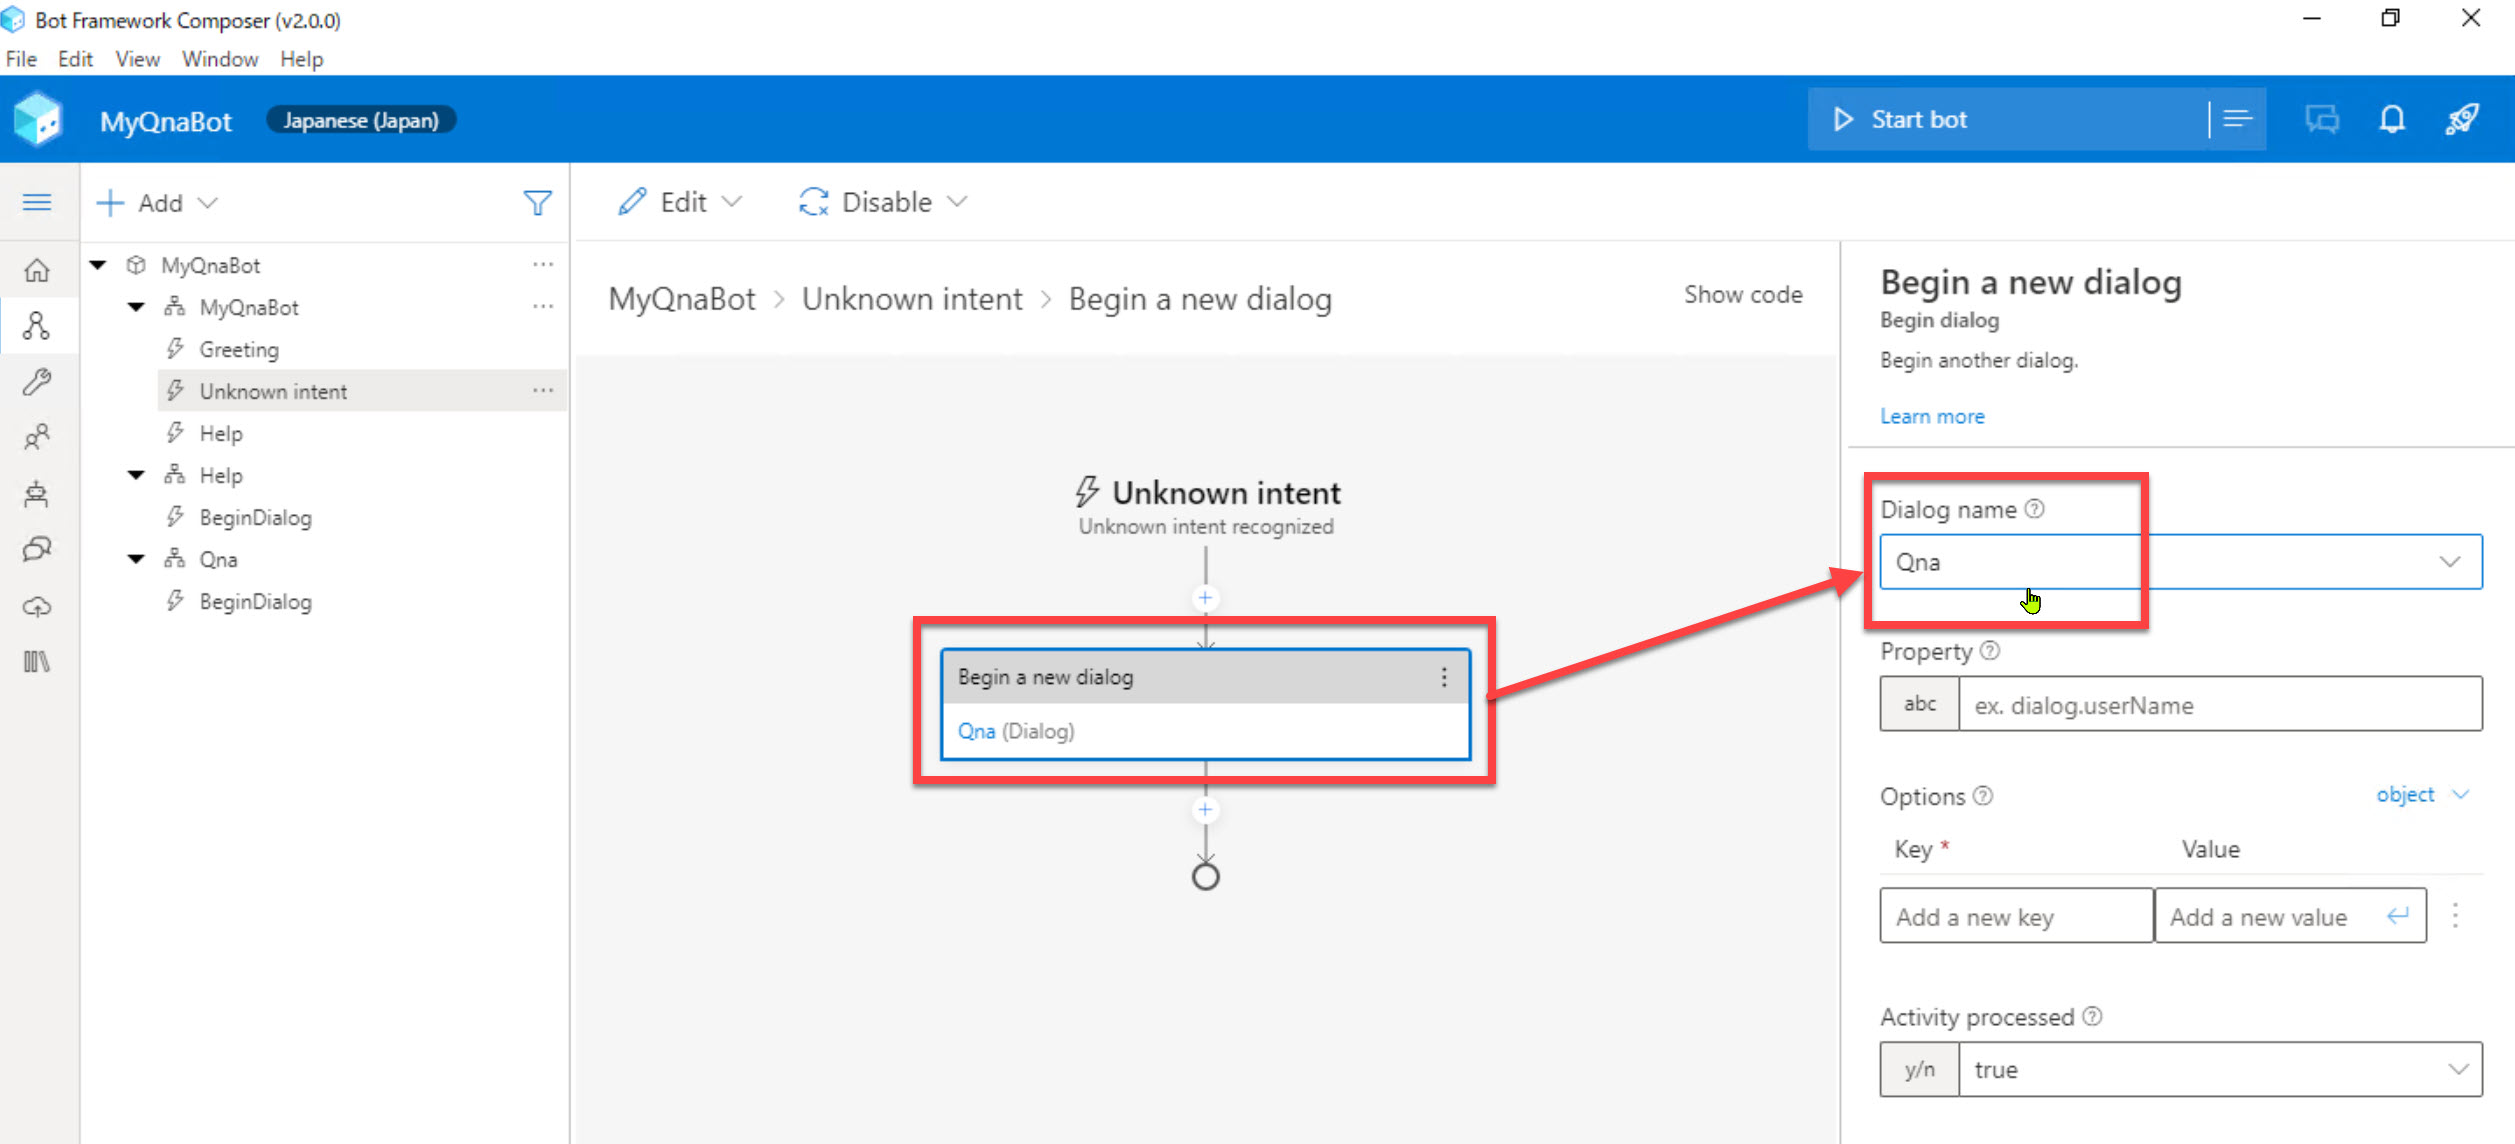 Bot Framework Composer (v2.0.0)
File Edit View Window Help
MyQnaBot Japanese (Japan) Start bot
Add
Edit Disable
MyQnaBot
MyQnaBot
Greeting
Unknown intent
Help
Help
BeginDialog
Qna
BeginDialog
MyQnaBot > Unknown intent > Begin a new dialog
Show code
Unknown intent
Unknown intent recognized
Begin a new dialog
Qna (Dialog)
Begin a new dialog
Begin dialog
Begin another dialog.
Learn more
Dialog name
Qna
Property
abc ex. dialog.userName
Options object
Key * Value
Add a new key Add a new value
Activity processed
y/n true